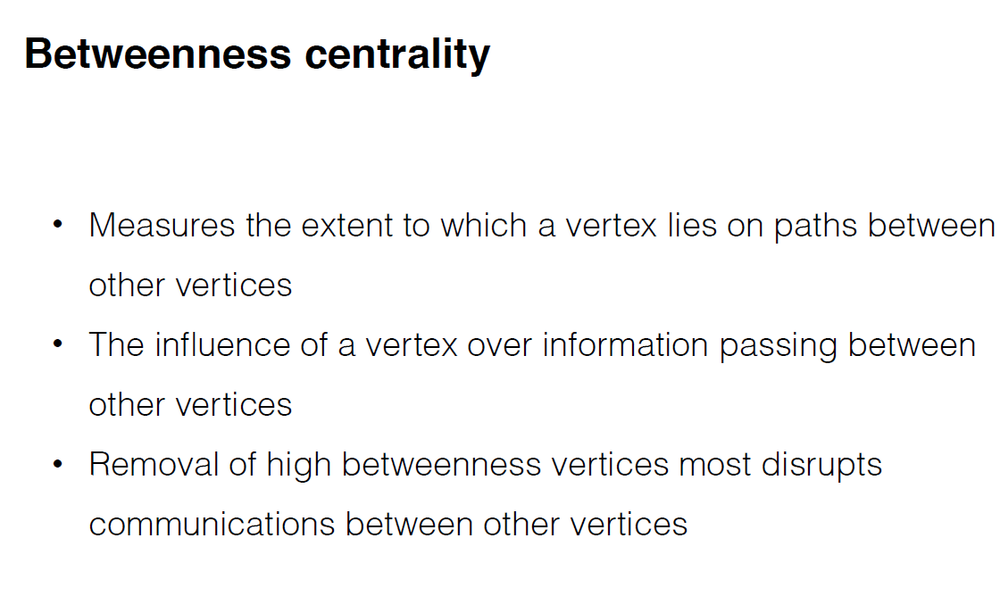 Betweenness centrality
• Measures the extent to which a vertex lies on paths between
other vertices
• The influence of a vertex over information passing between
other vertices
• Removal of high betweenness vertices most disrupts
communications between other vertices